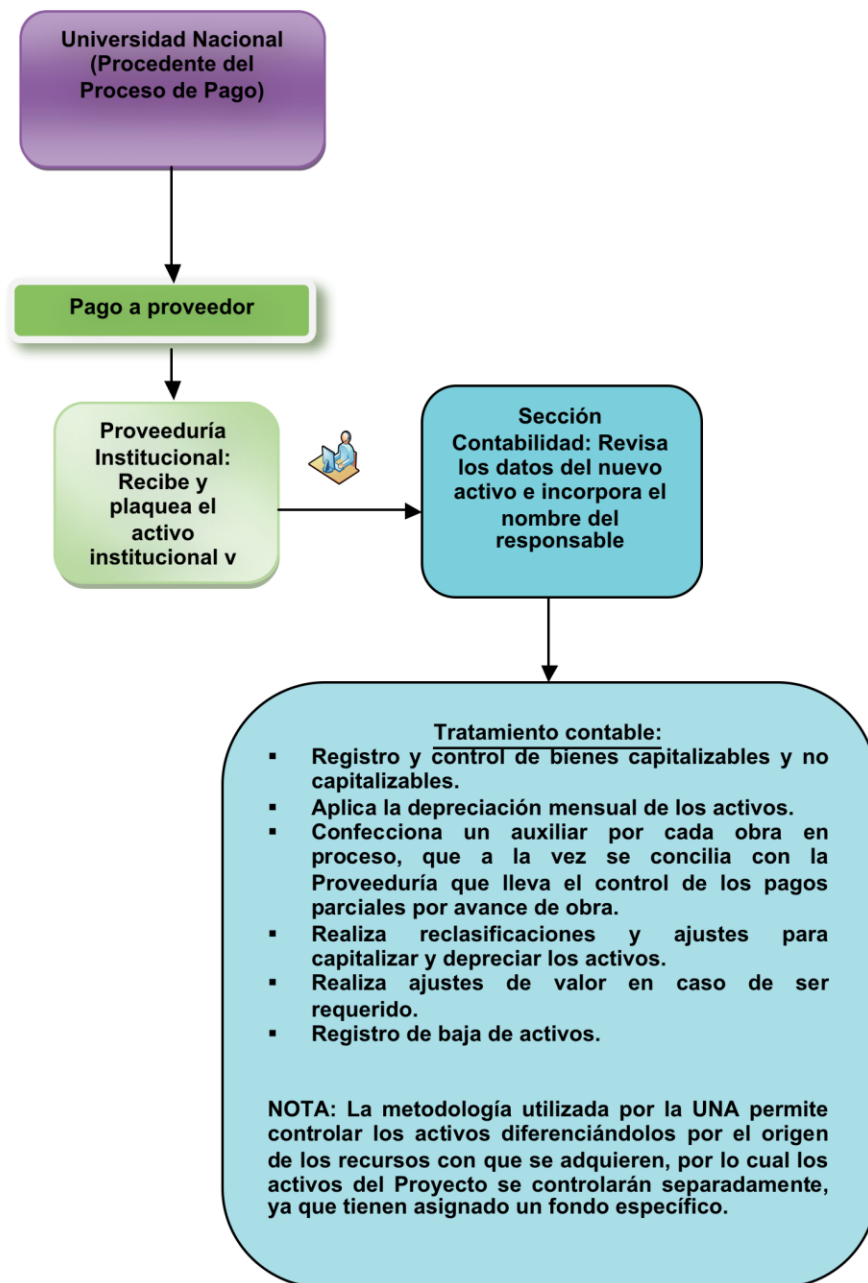 Universidad Nacional
(Procedente del
Proceso de Pago)
Pago a proveedor
Proveeduría
Institucional:
Recibe y
plaquea el
activo
institucional v
Sección
Contabilidad: Revisa
los datos del nuevo
activo e incorpora el
nombre del
responsable
Tratamiento contable:
▪ Registro y control de bienes capitalizables y no
capitalizables.
▪ Aplica la depreciación mensual de los activos.
▪ Confecciona un auxiliar por cada obra en
proceso, que a la vez se concilia con la
Proveeduría que lleva el control de los pagos
parciales por avance de obra.
▪ Realiza reclasificaciones y ajustes para
capitalizar y depreciar los activos.
▪ Realiza ajustes de valor en caso de ser
requerido.
▪ Registro de baja de activos.
NOTA: La metodología utilizada por la UNA permite
controlar los activos diferenciándolos por el origen
de los recursos con que se adquieren, por lo cual los
activos del Proyecto se controlarán separadamente,
ya que tienen asignado un fondo específico.